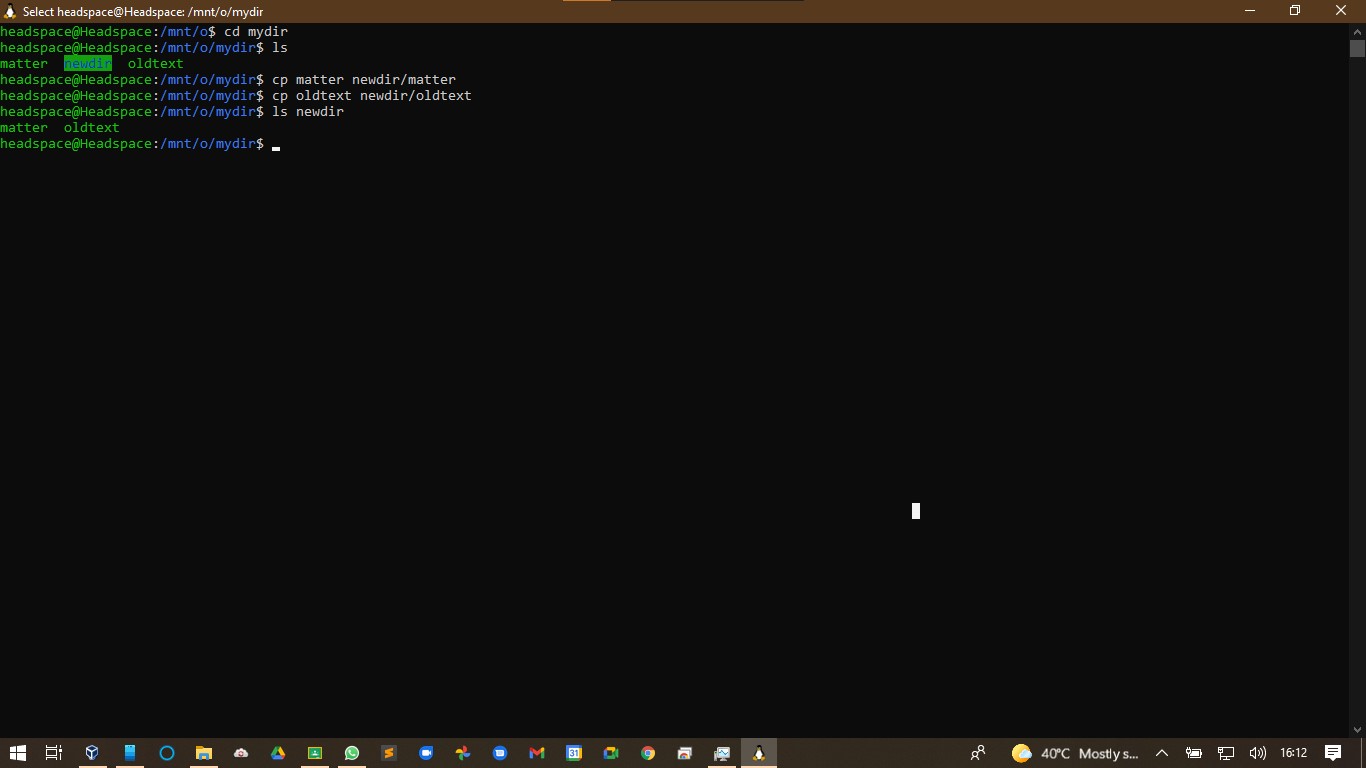 Select headspace@Headspace: /mnt/o/mydir
headspace@Headspace:/mnt/o$ cd mydir
headspace@Headspace:/mnt/o/mydir$ ls
matter  newdir  oldtext
headspace@Headspace:/mnt/o/mydir$ cp matter newdir/matter
headspace@Headspace:/mnt/o/mydir$ cp oldtext newdir/oldtext
headspace@Headspace:/mnt/o/mydir$ ls newdir
matter  oldtext
headspace@Headspace:/mnt/o/mydir$
31
40°C Mostly s... 16:12